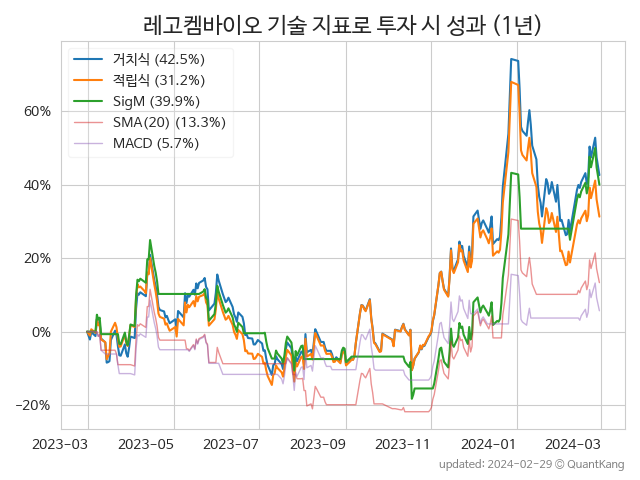 레고켐바이오 기술 지표로 투자 시 성과 (1년)
거치식 (42.5%)
적립식 (31.2%)
SigM (39.9%)
SMA(20) (13.3%)
MACD (5.7%)
60%
40%
20%
0%
−20%
2023−03 2023−05 2023−07 2023−09 2023−11 2024−01 2024−03
updated: 2024−02−29 © QuantKang